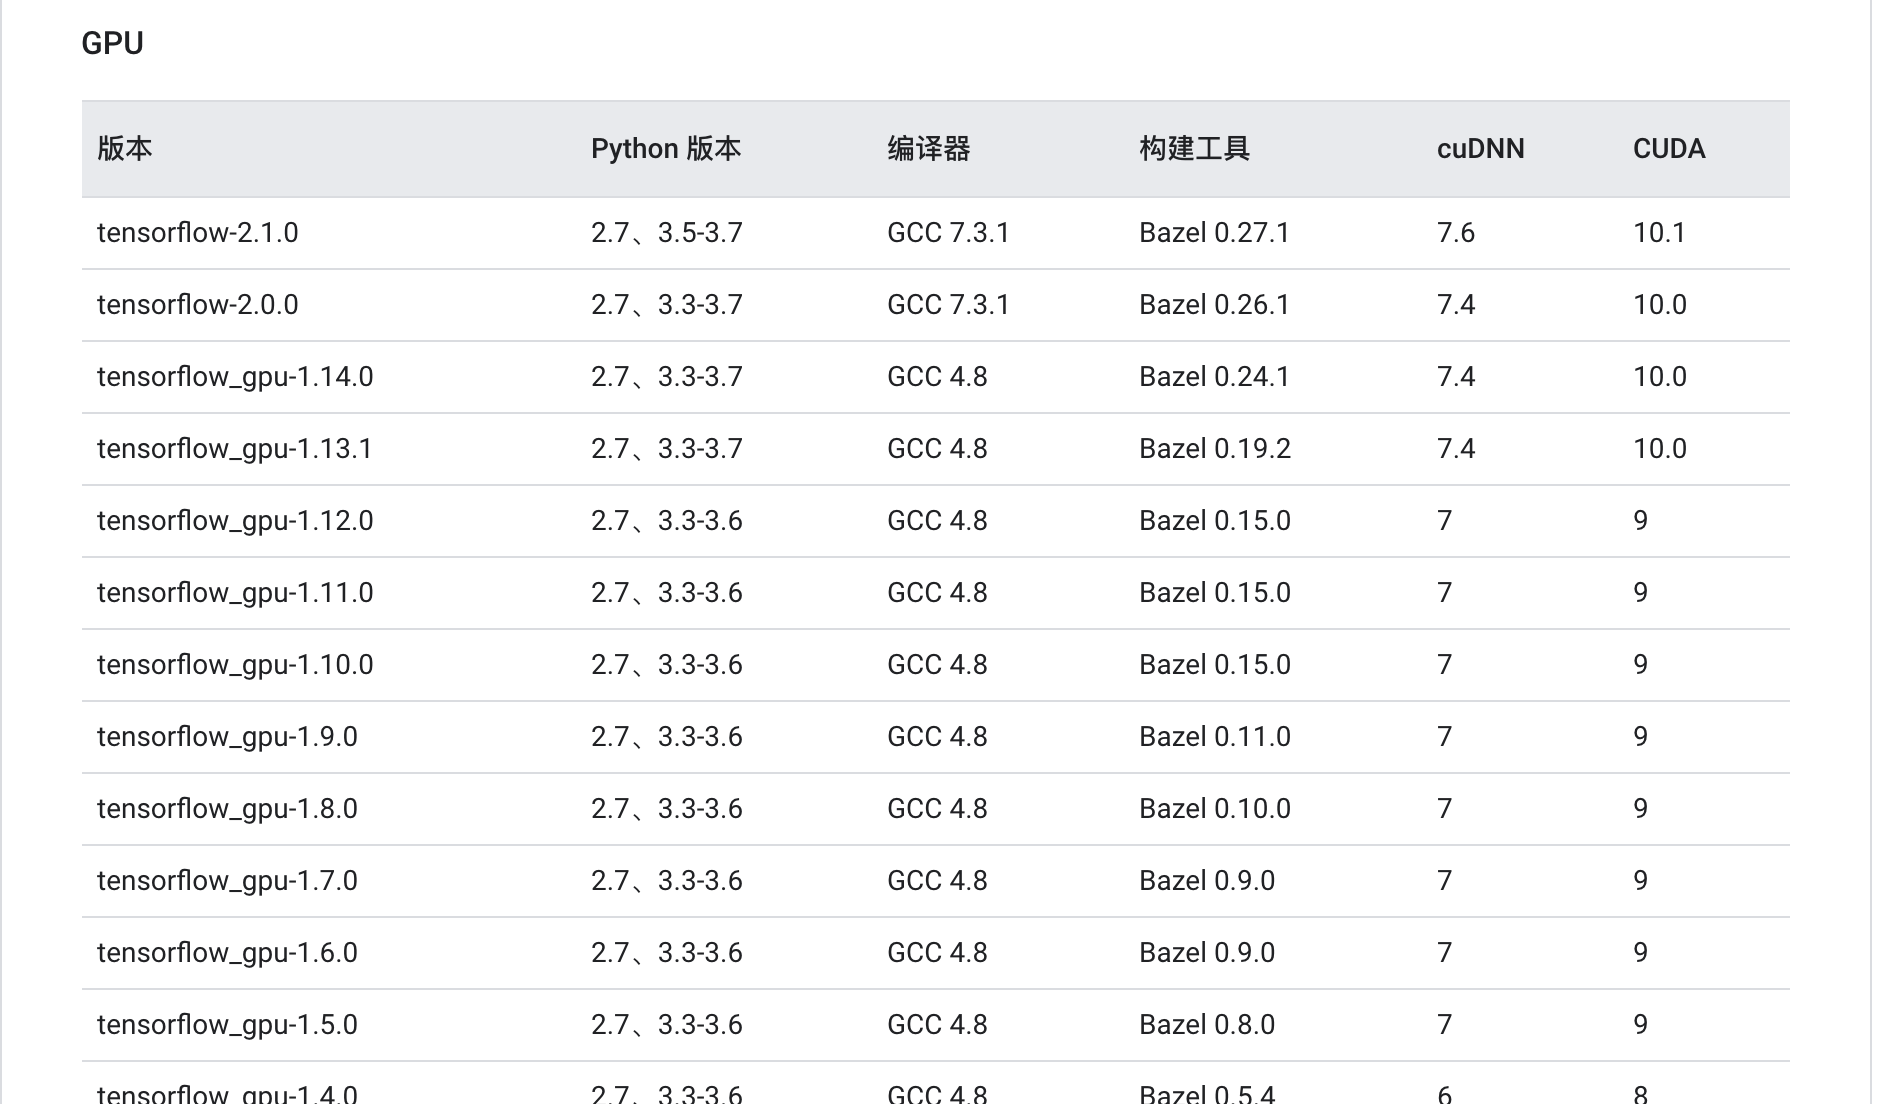 GPU
版本 Python 版本 编译器 构建工具 cuDNN CUDA
tensorflow-2.1.0 2.7、3.5-3.7 GCC 7.3.1 Bazel 0.27.1 7.6 10.1
tensorflow-2.0.0 2.7、3.3-3.7 GCC 7.3.1 Bazel 0.26.1 7.4 10.0
tensorflow_gpu-1.14.0 2.7、3.3-3.7 GCC 4.8 Bazel 0.24.1 7.4 10.0
tensorflow_gpu-1.13.1 2.7、3.3-3.7 GCC 4.8 Bazel 0.19.2 7.4 10.0
tensorflow_gpu-1.12.0 2.7、3.3-3.6 GCC 4.8 Bazel 0.15.0 7 9
tensorflow_gpu-1.11.0 2.7、3.3-3.6 GCC 4.8 Bazel 0.15.0 7 9
tensorflow_gpu-1.10.0 2.7、3.3-3.6 GCC 4.8 Bazel 0.15.0 7 9
tensorflow_gpu-1.9.0 2.7、3.3-3.6 GCC 4.8 Bazel 0.11.0 7 9
tensorflow_gpu-1.8.0 2.7、3.3-3.6 GCC 4.8 Bazel 0.10.0 7 9
tensorflow_gpu-1.7.0 2.7、3.3-3.6 GCC 4.8 Bazel 0.9.0 7 9
tensorflow_gpu-1.6.0 2.7、3.3-3.6 GCC 4.8 Bazel 0.9.0 7 9
tensorflow_gpu-1.5.0 2.7、3.3-3.6 GCC 4.8 Bazel 0.8.0 7 9
tensorflow_gpu-1.4.0 2.7、3.3-3.6 GCC 4.8 Bazel 0.5.4 6 8